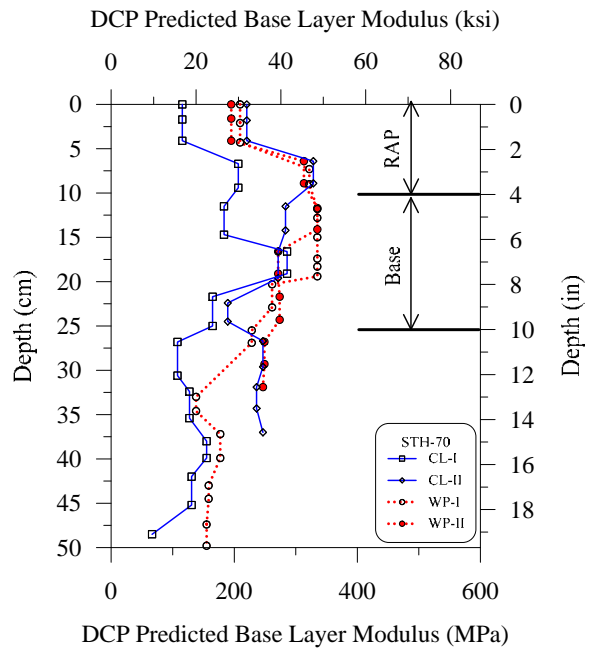 DCP Predicted Base Layer Modulus (ksi)
0 20 40 60 80
0 0
5 2
10 4
15 6
20 8
25 10
30 12
35 14
40 16
45 18
50
Depth (cm)
Depth (in)
RAP
Base
STH-70
CL-I
CL-II
WP-I
WP-II
0 200 400 600
DCP Predicted Base Layer Modulus (MPa)